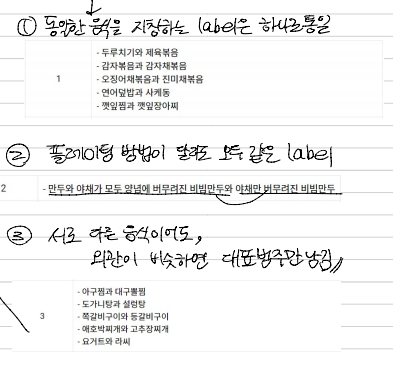 ① 동일한 음식을 지칭하는 label은 하나로 통일
1
- 두루치기와 제육볶음
- 감자볶음과 감자채볶음
- 오징어채볶음과 진미채볶음
- 연어덮밥과 사케동
- 깻잎찜과 깻잎장아찌
② 플레이팅 방법이 달라도 모두 같은 label
2 - 만두와 야채가 모두 양념에 버무려진 비빔만두와 야채만 버무려진 비빔만두
③ 서로 다른 음식이어도,
외관이 비슷하면 대표범주만 남김
3
- 아구찜과 대구뽈찜
- 도가니탕과 설렁탕
- 쪽갈비구이와 등갈비구이
- 애호박찌개와 고추장찌개
- 요거트와 라씨